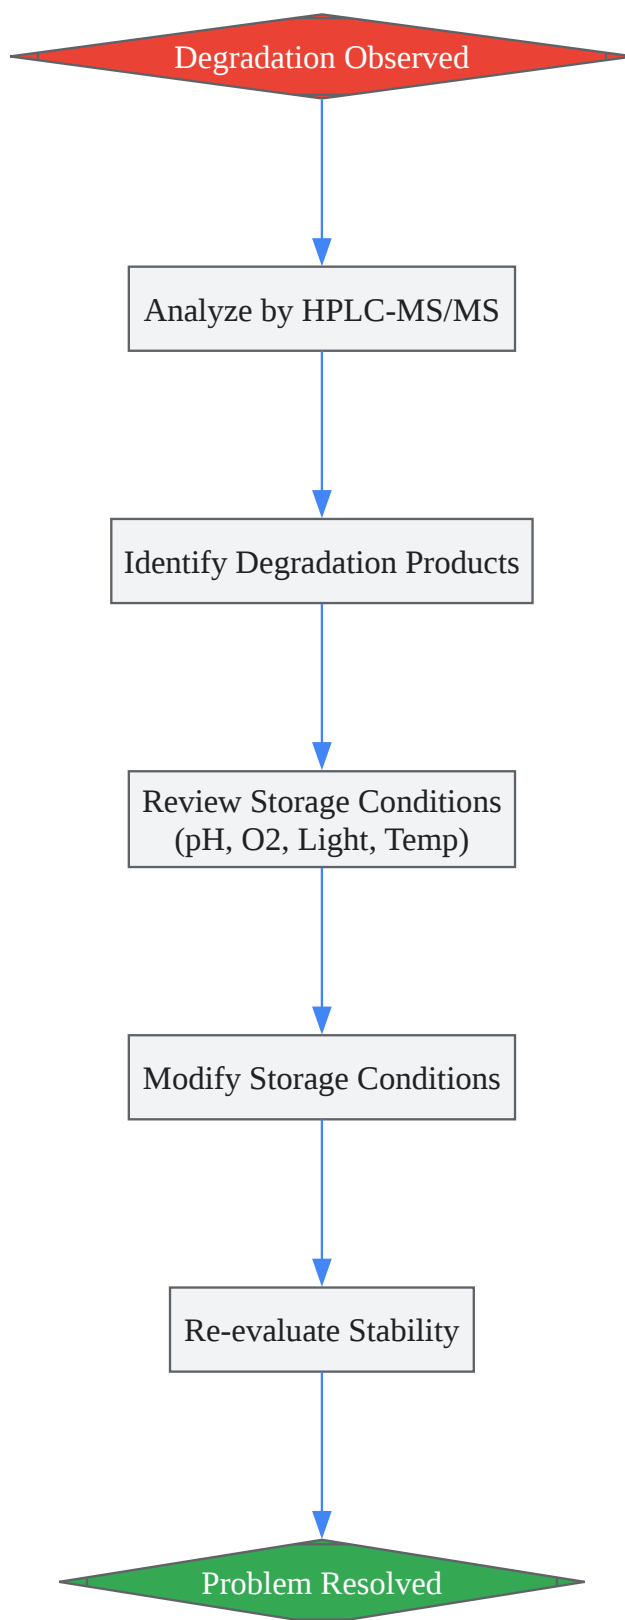 Degradation Observed
Analyze by HPLC-MS/MS
Identify Degradation Products
Review Storage Conditions
(pH, O2, Light, Temp)
Modify Storage Conditions
Re-evaluate Stability
Problem Resolved